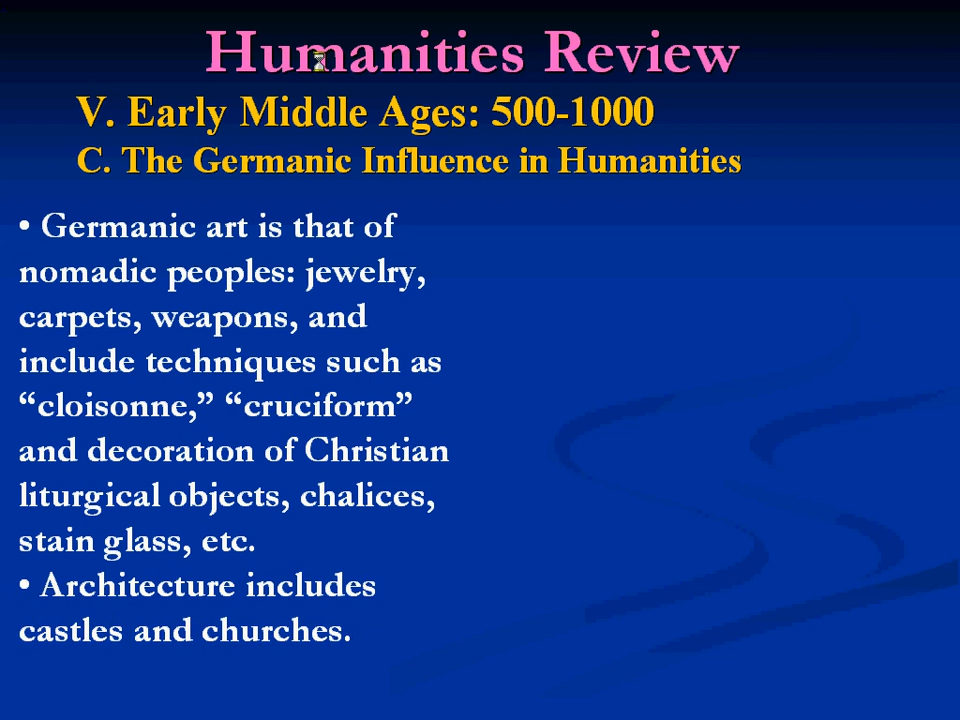 Humanities Review
V. Early Middle Ages: 500-1000
C. The Germanic Influence in Humanities
• Germanic art is that of
nomadic peoples: jewelry,
carpets, weapons, and
include techniques such as
“cloisonne,” “cruciform”
and decoration of Christian
liturgical objects, chalices,
stain glass, etc.
• Architecture includes
castles and churches.